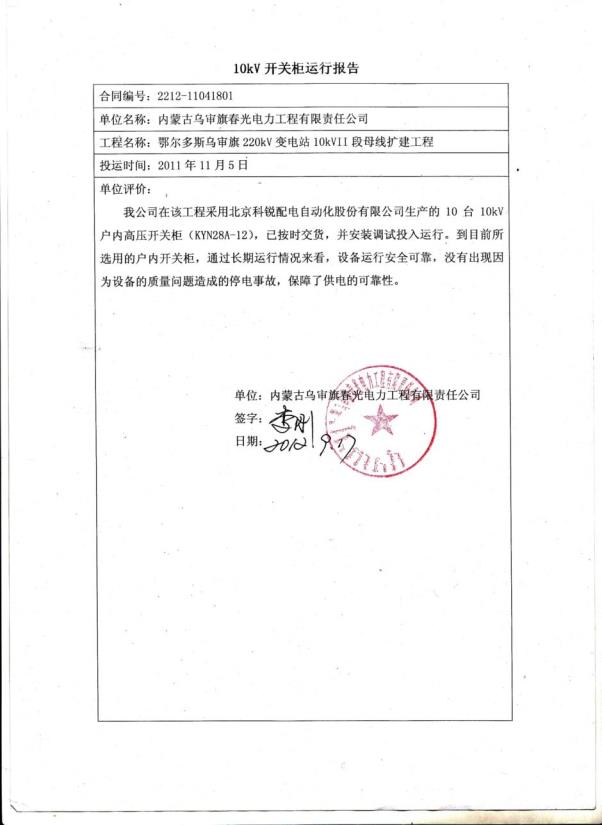 10kV 开关柜运行报告
合同编号：2212-11041801
单位名称：内蒙古乌审旗春光电力工程有限责任公司
工程名称：鄂尔多斯乌审旗 220kV 变电站 10kVII 段母线扩建工程
投运时间：2011 年 11 月 5 日
单位评价：
我公司在该工程采用北京科锐配电自动化股份有限公司生产的 10 台 10kV
户内高压开关柜（KYN28A-12），已按时交货，并安装调试投入运行。到目前所
选用的户内开关柜，通过长期运行情况来看，设备运行安全可靠，没有出现因
为设备的质量问题造成的停电事故，保障了供电的可靠性。
单位：内蒙古乌审旗春光电力工程有限责任公司
签字：李刚
日期：2012 9.17